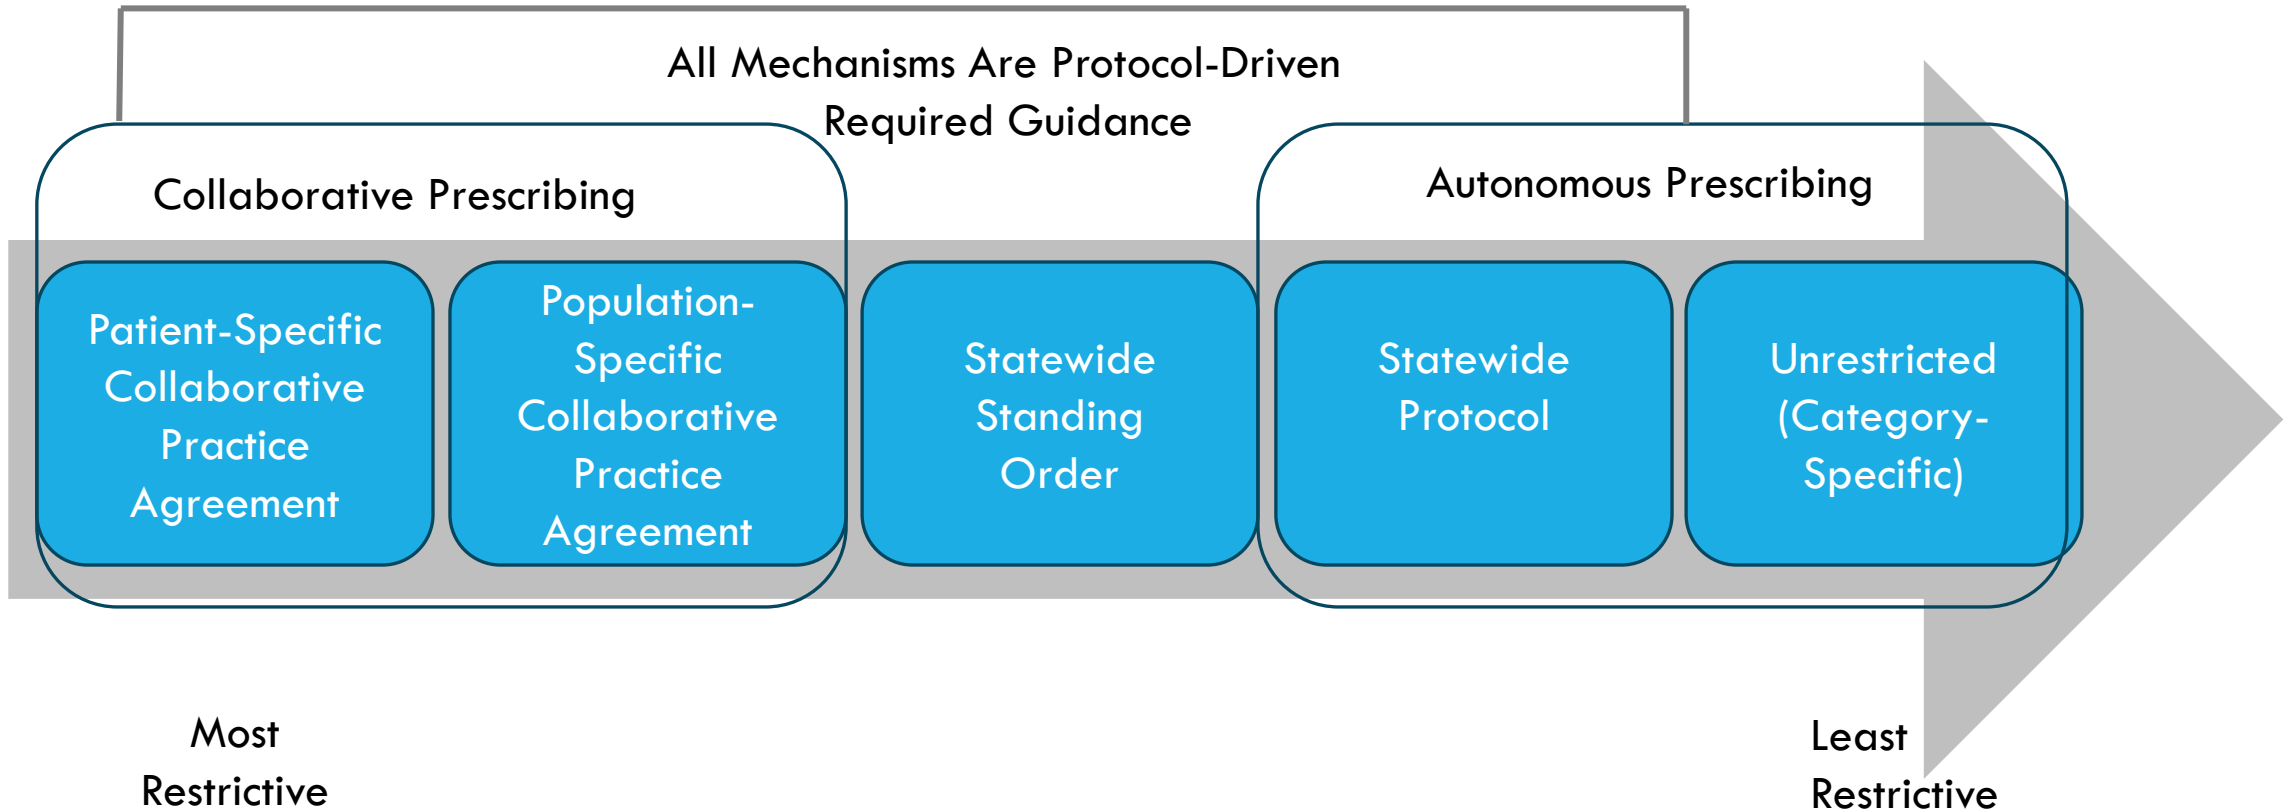 All Mechanisms Are Protocol-Driven
Required Guidance
Collaborative Prescribing
Autonomous Prescribing
Patient-Specific
Collaborative
Practice
Agreement
Population-
Specific
Collaborative
Practice
Agreement
Statewide
Standing
Order
Statewide
Protocol
Unrestricted
(Category-
Specific)
Most
Restrictive
Least
Restrictive